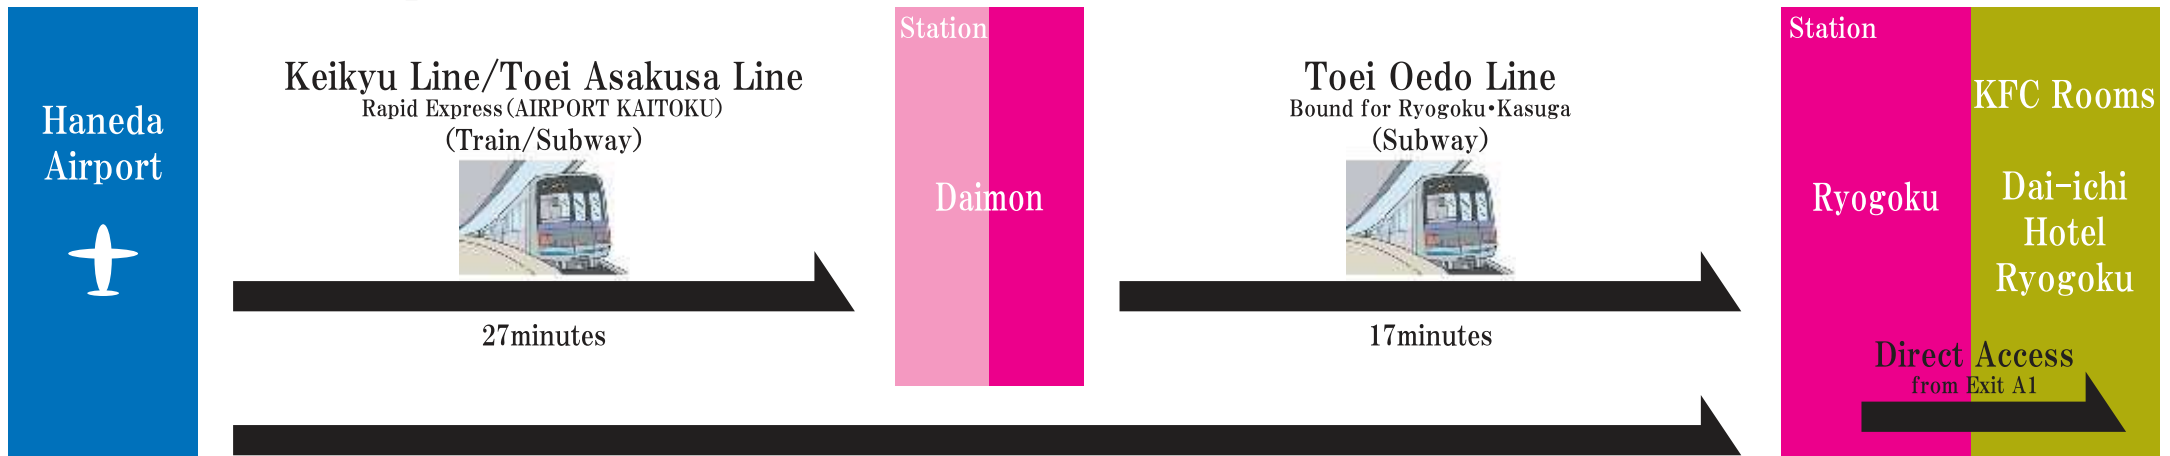 Haneda
Airport
Keikyu Line/Toei Asakusa Line
Rapid Express(AIRPORT KAITOKU)
(Train/Subway)
27minutes
Station
Daimon
Toei Oedo Line
Bound for Ryogoku・Kasuga
(Subway)
17minutes
Station
Ryogoku
KFC Rooms
Dai-ichi
Hotel
Ryogoku
Direct Access
from Exit A1